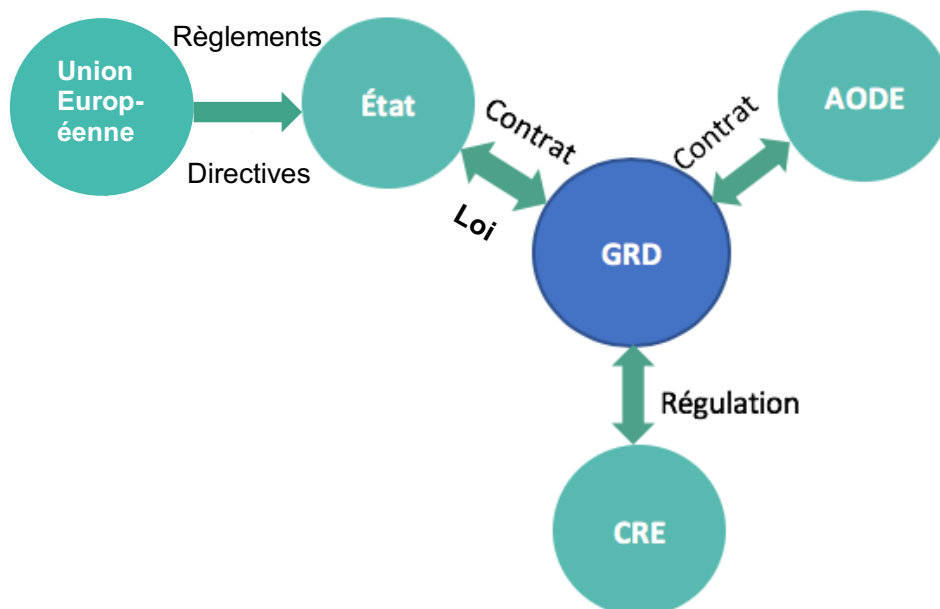 Règlements
Union
Europ-
éenne
Directives
État
Contrat
Loi
GRD
Contrat
AODE
Régulation
CRE